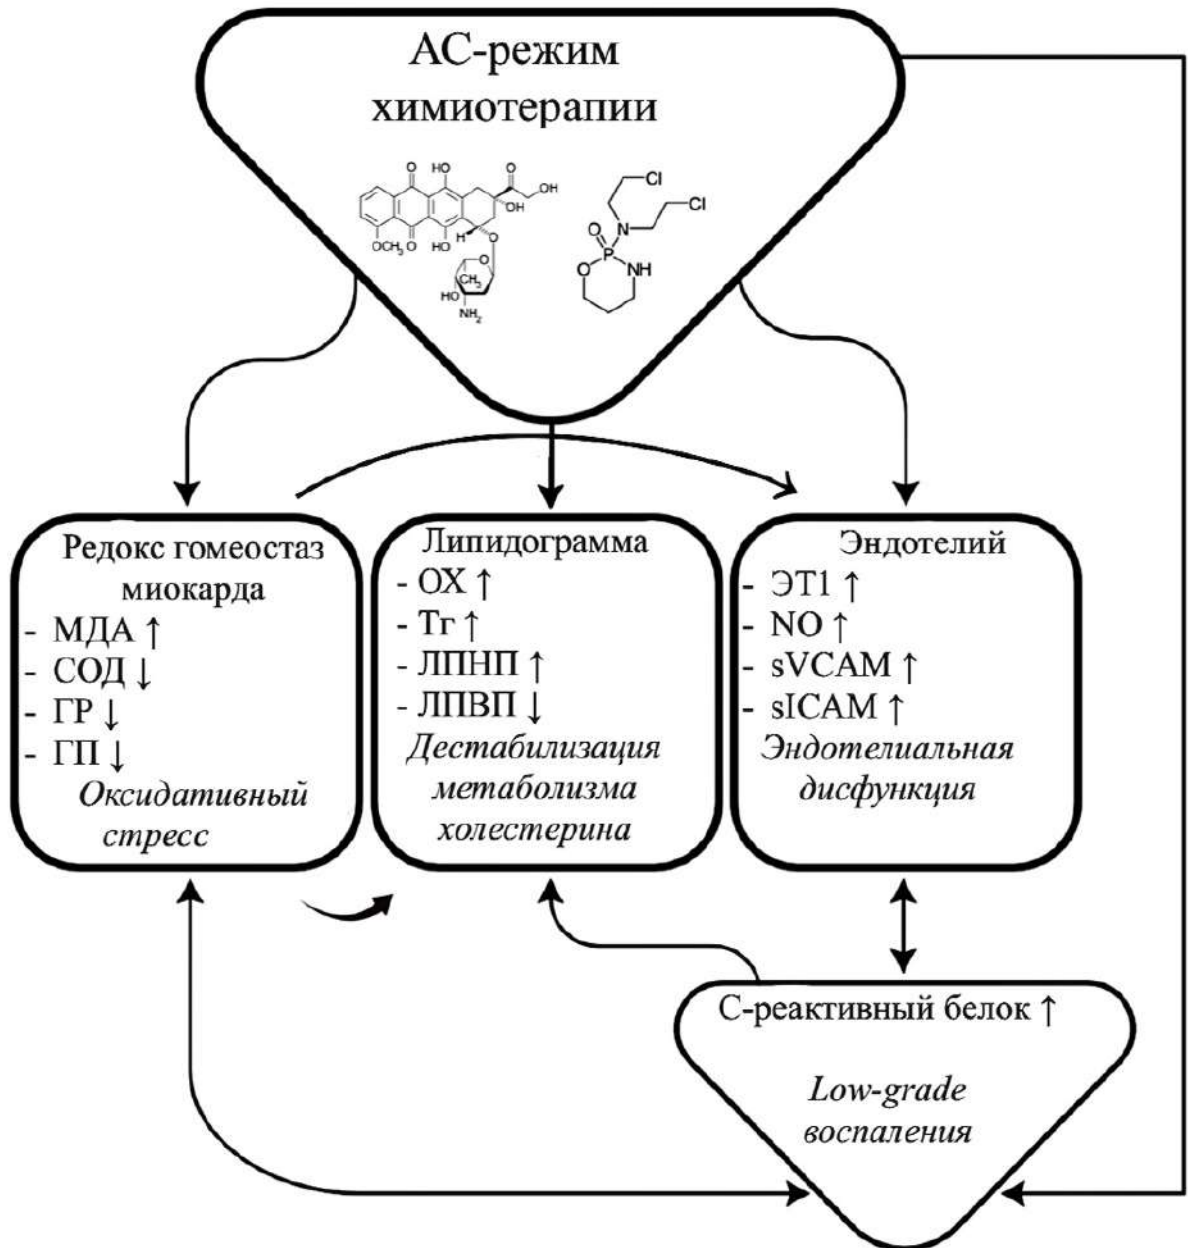 АС-режим
химиотерапии
O
HO
O
OH
OH
OCH3
O
HO
H
O
O
CH3
HO
NH2
Cl
Cl
O
N
P
O
NH
Редокс гомеостаз
миокарда
- МДА ↑
- СОД ↓
- ГР ↓
- ГП ↓
Оксидативный
стресс
Липидограмма
- ОХ ↑
- Тг ↑
- ЛПНП ↑
- ЛПВП ↓
Дестабилизация
метаболизма
холестерина
Эндотелий
- ЭТ1 ↑
- NO ↑
- sVCAM ↑
- sICAM ↑
Эндотелиальная
дисфункция
С-реактивный белок ↑
Low-grade
воспаления